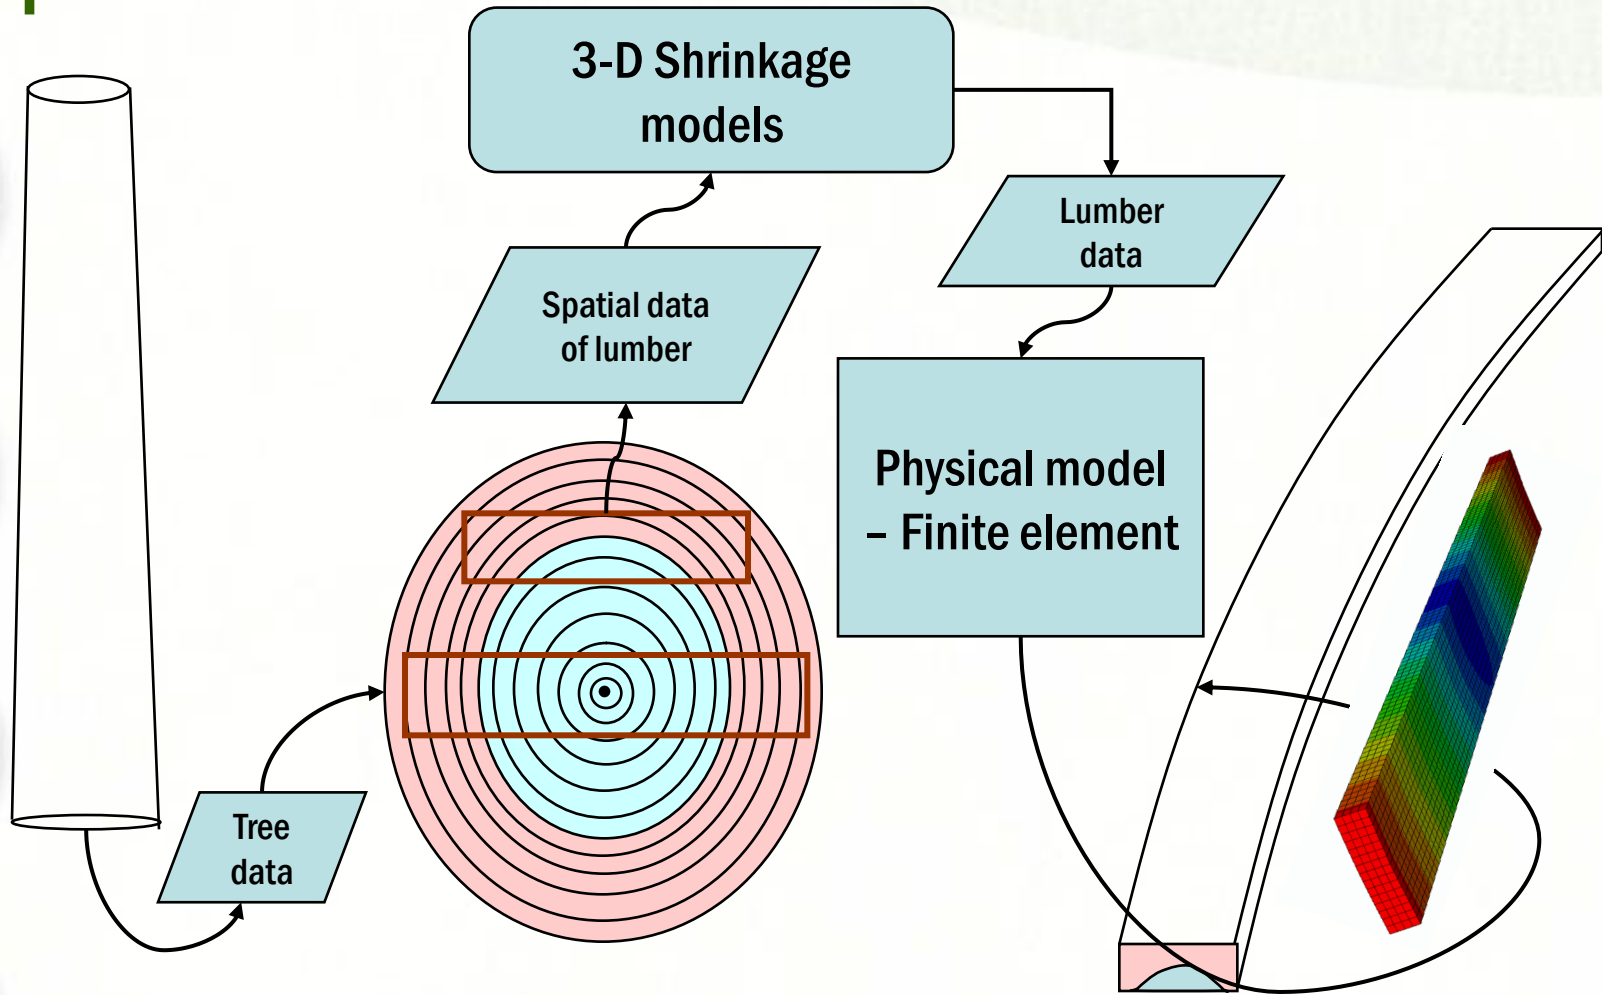 3-D Shrinkage
models
Lumber
data
Spatial data
of lumber
Physical model
– Finite element
Tree
data